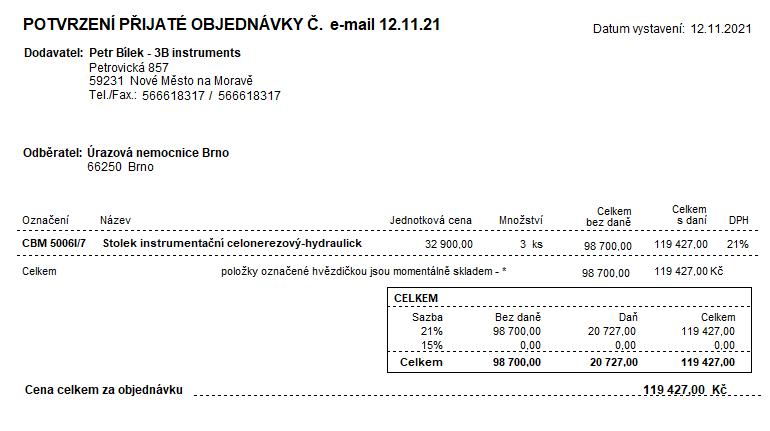 POTVRZENÍ PŘIJATÉ OBJEDNÁVKY Č. e-mail 12.11.21
Datum vystavení: 12.11.2021
Dodavatel: Petr Bílek - 3B instruments
Petrovická 857
59231 Nové Město na Moravě
Tel./Fax.: 566618317 / 566618317
Odběratel: Úrazová nemocnice Brno
66250 Brno
Označení Název Jednotková cena Množství Celkem bez daně Celkem s daní DPH
CBM 5006I/7 Stolek instrumentační celonerezový-hydraulick 32 900,00 3 ks 98 700,00 119 427,00 21%
Celkem položky označené hvězdičkou jsou momentálně skladem - * 98 700,00 119 427,00 Kč
CELKEM
Sazba Bez daně Daň Celkem
21% 98 700,00 20 727,00 119 427,00
15% 0,00 0,00 0,00
Celkem 98 700,00 20 727,00 119 427,00
Cena celkem za objednávku 119 427,00 Kč